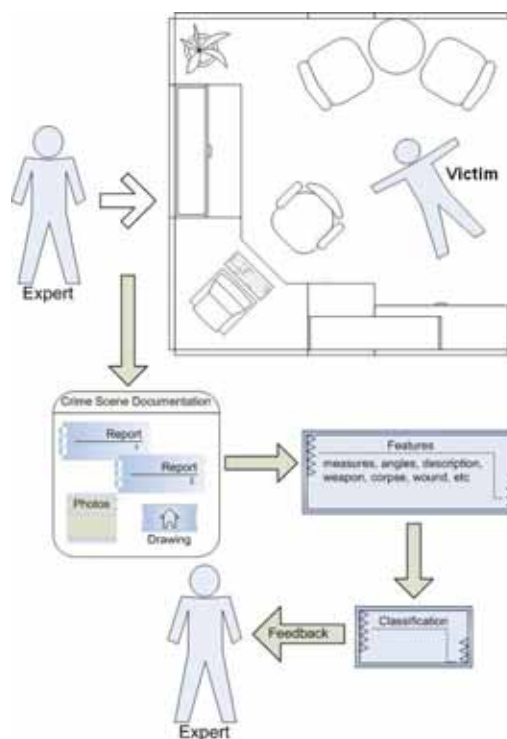 Victim
Expert
Crime Scene Documentation
Report
Report
Photos
Drawing
Features
measures, angles, description,
weapon, corpse, wound, etc
Classification
Feedback
Expert